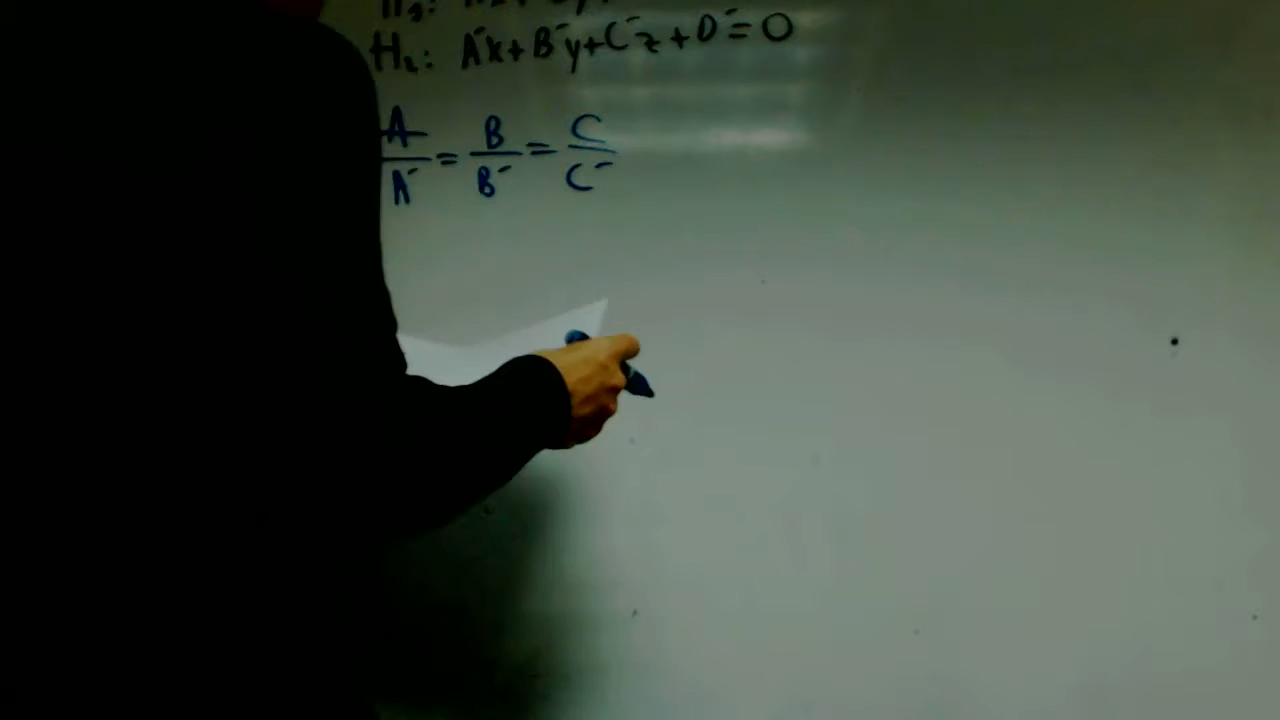 H₂: A'x+B'y+C'z+D'=0
A/A' = B/B' = C/C'